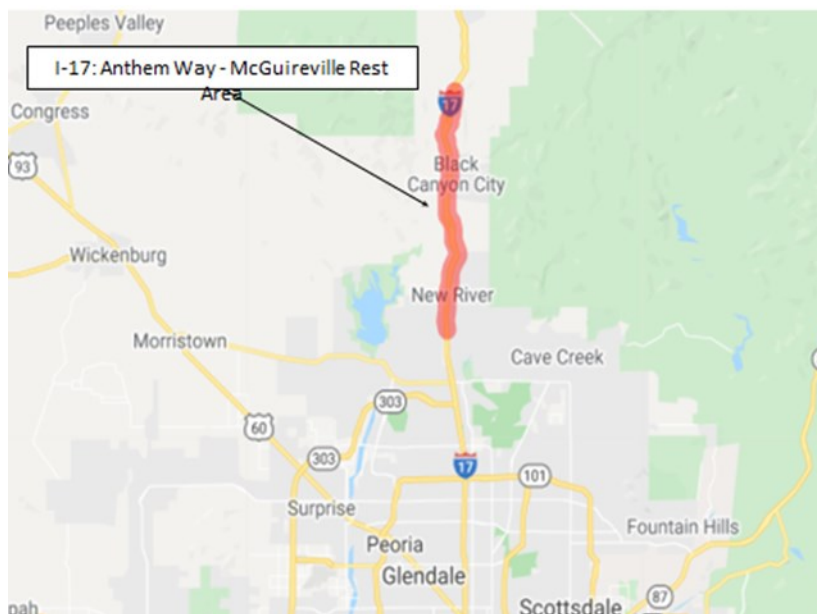 Peeples Valley
I-17: Anthem Way - McGuireville Rest
Area
17
Congress
93
Black
Canyon City
Wickenburg
New River
Morristown
Cave Creek
303
60
303
17
101
Surprise
Fountain Hills
Peoria
Glendale
87
pah
Scottsdale